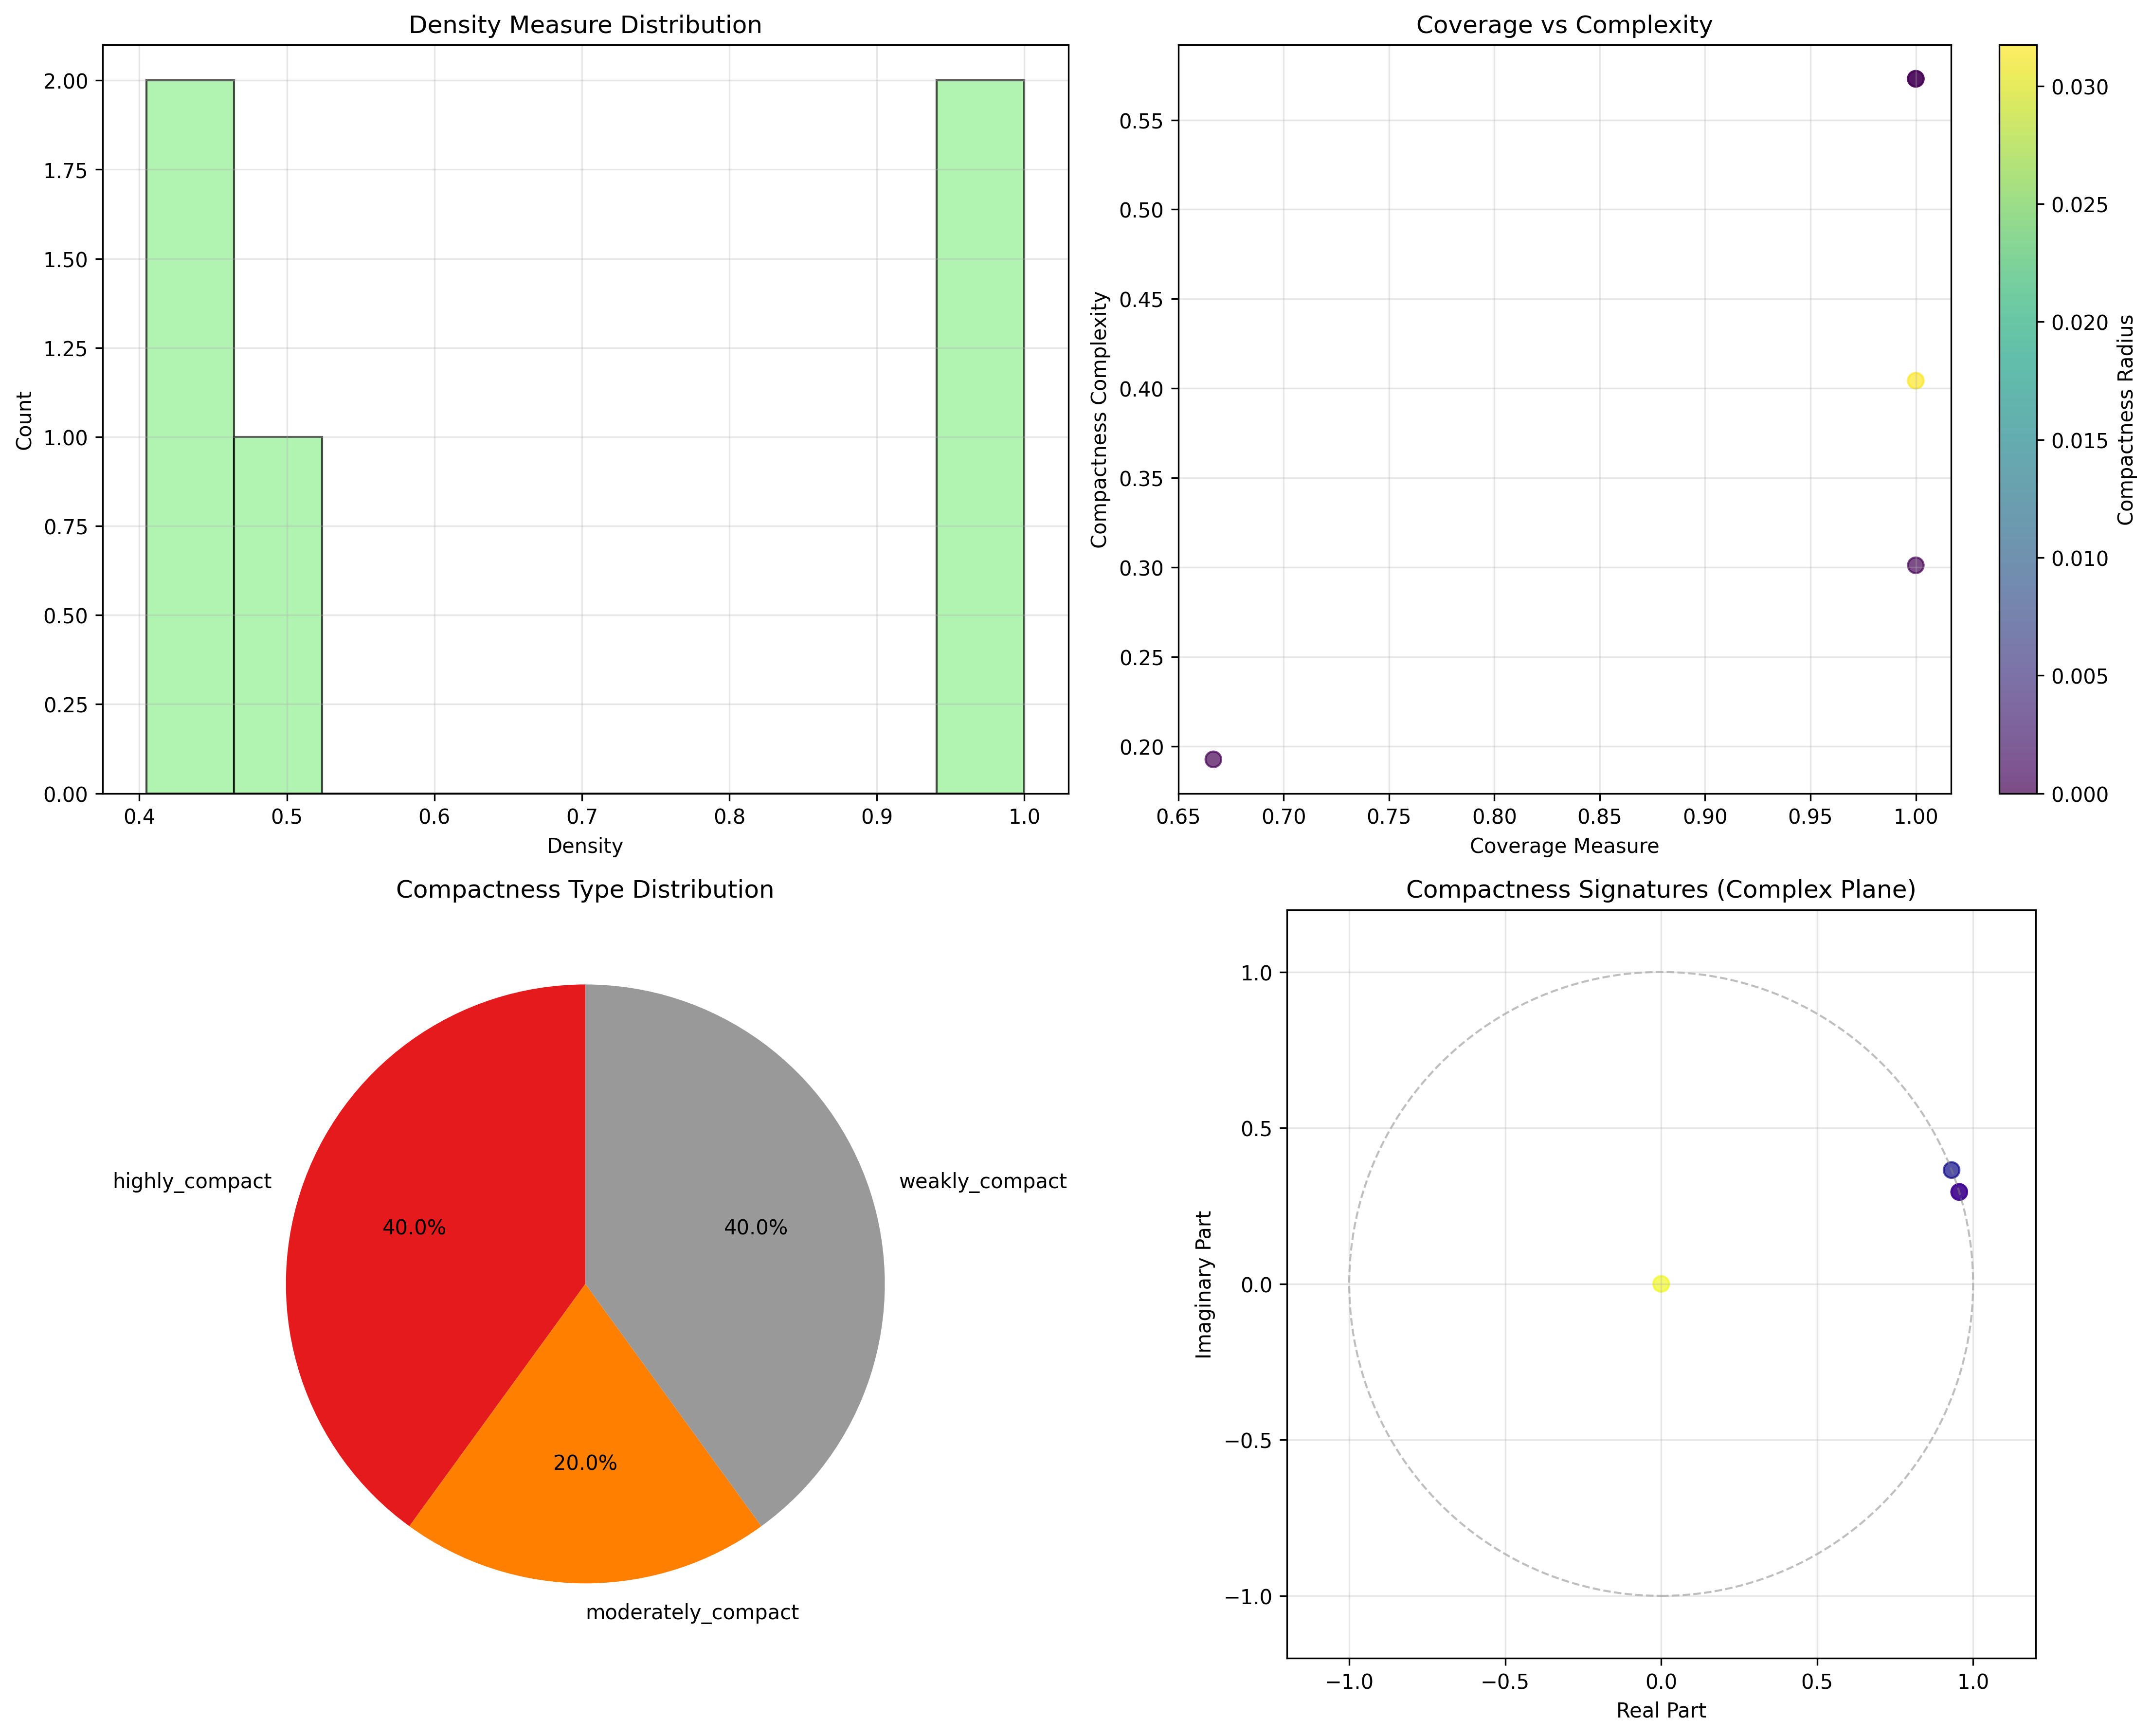 Density Measure Distribution
2.00
1.75
1.50
1.25
1.00
0.75
0.50
0.25
0.00
Count
0.4 0.5 0.6 0.7 0.8 0.9 1.0
Density
Coverage vs Complexity
0.55
0.50
0.45
0.40
0.35
0.30
0.25
0.20
Compactness Complexity
0.65 0.70 0.75 0.80 0.85 0.90 0.95 1.00
Coverage Measure
0.030
0.025
0.020
0.015
0.010
0.005
0.000
Compactness Radius
Compactness Type Distribution
highly_compact
weakly_compact
40.0%
40.0%
20.0%
moderately_compact
Compactness Signatures (Complex Plane)
1.0
0.5
0.0
−0.5
−1.0
Imaginary Part
−1.0 −0.5 0.0 0.5 1.0
Real Part